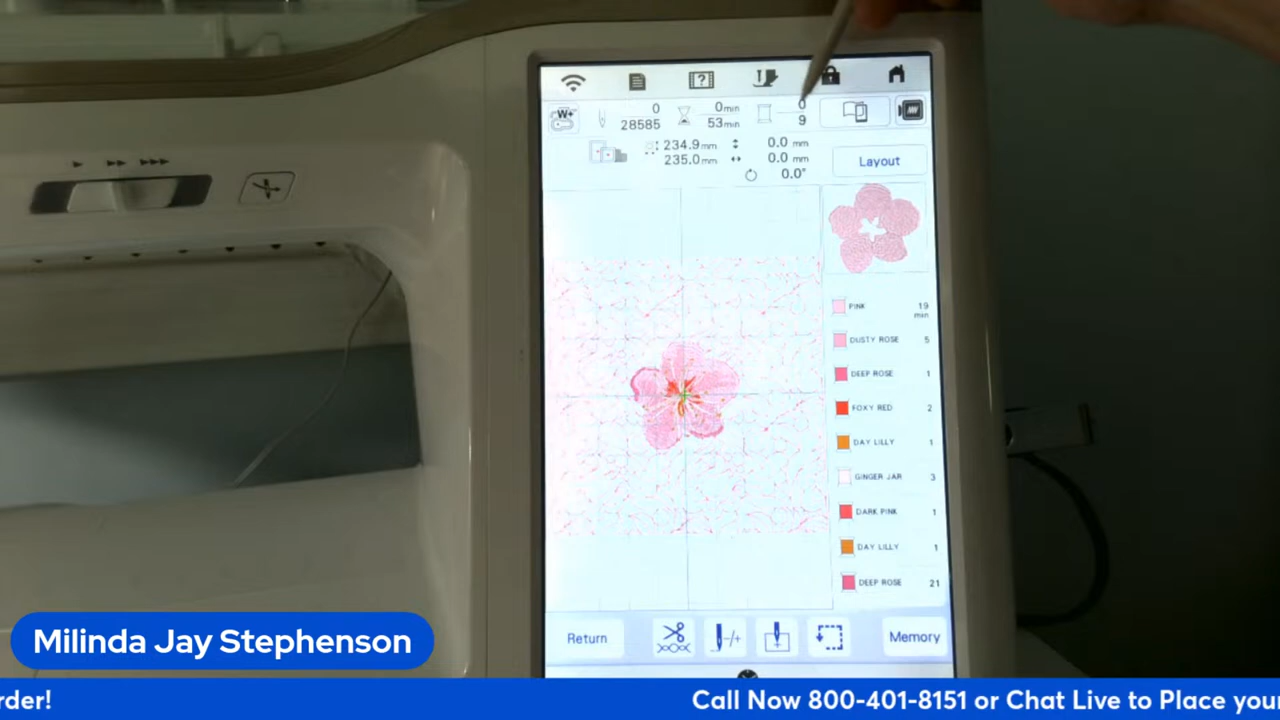 W+
0
28585
0min
53min
0
9
234.9mm
235.0mm
0.0 mm
0.0 mm
0.0°
Layout
PINK 19 min
DUSTY ROSE 5
DEEP ROSE 1
FOXY RED 2
DAY LILLY 1
GINGER JAR 3
DARK PINK 1
DAY LILLY 1
DEEP ROSE 21
Return
-/+
Memory
Milinda Jay Stephenson
rder!
Call Now 800-401-8151 or Chat Live to Place your